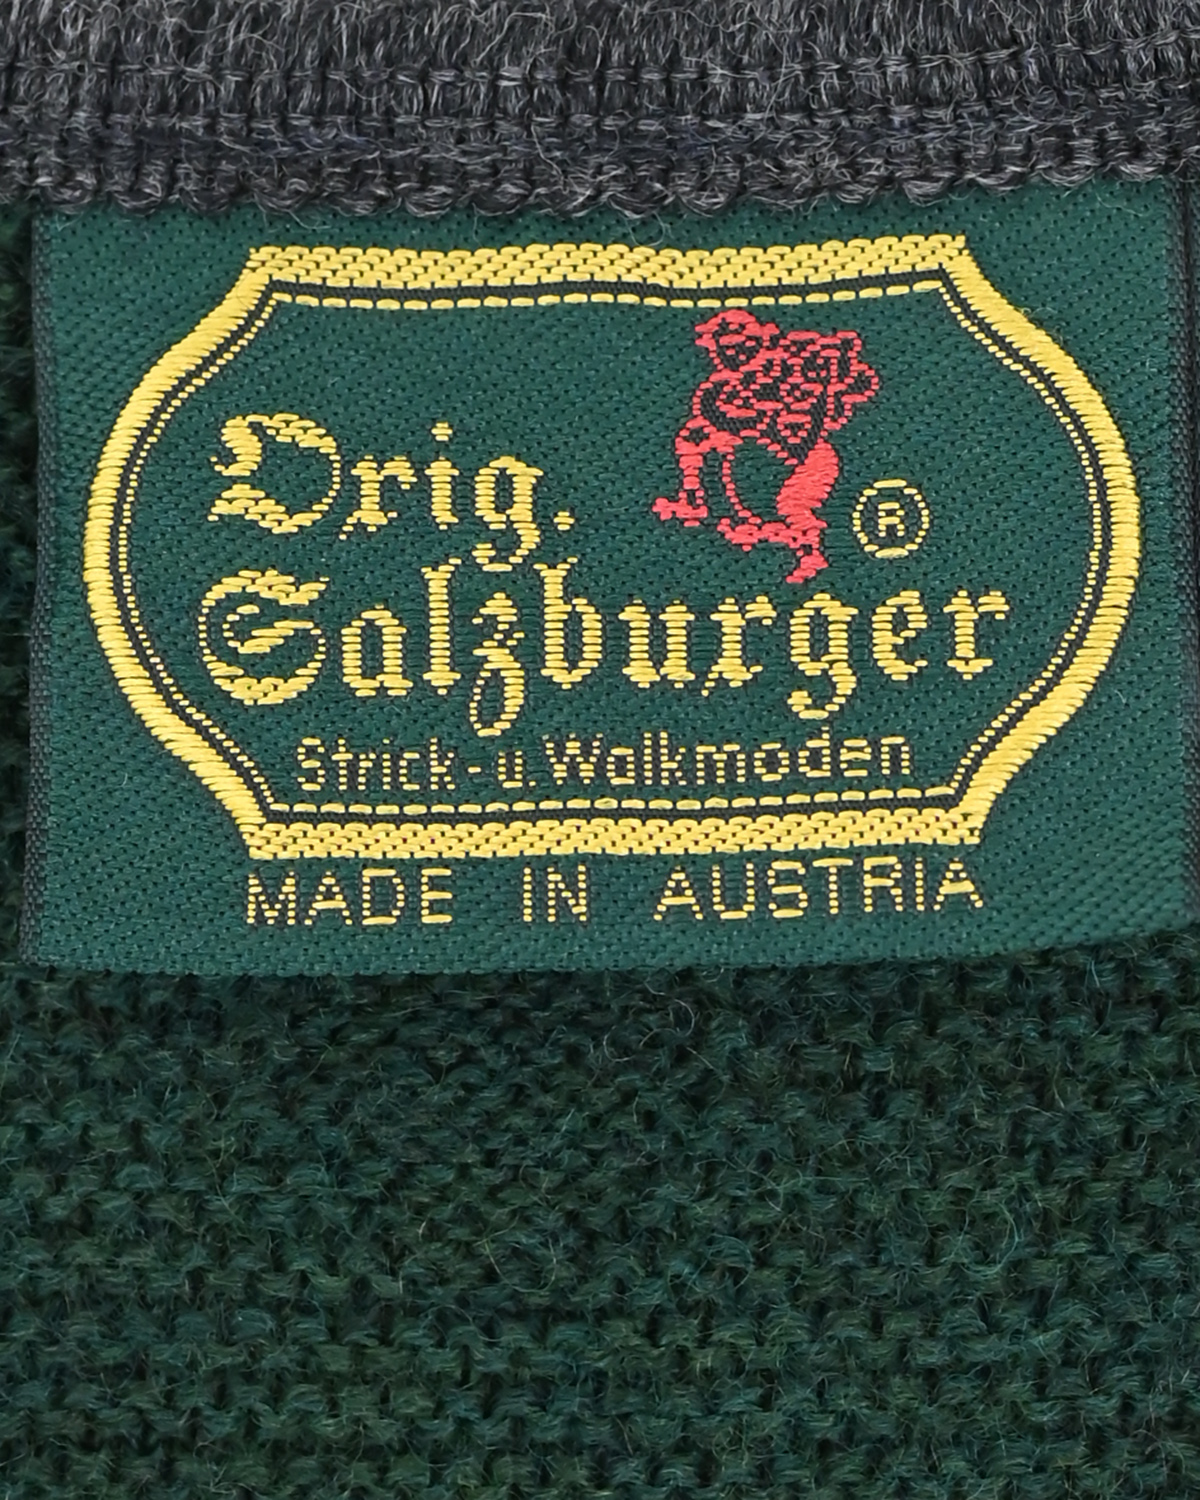 Orig.
®
Salzburger
Strick-u. Walkmoden
MADE IN AUSTRIA